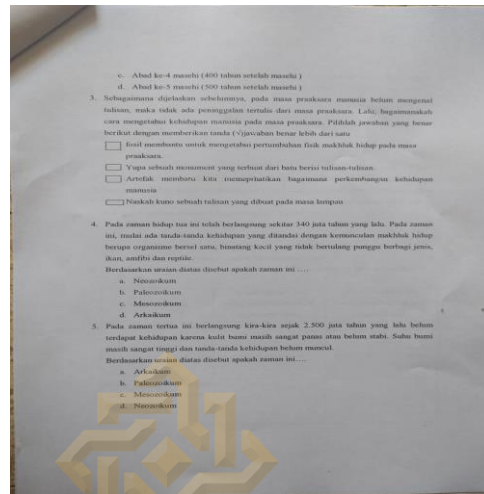 c. Abad ke-4 masehi (400 tahun setelah masehi )
d. Abad ke-5 masehi (500 tahun setelah masehi )
3. Sebagaimana dijelaskan sebelumnya, pada masa praaksara manusia belum mengenal
tulisan, maka tidak ada peninggalan tertulis dari masa praaksara. Lalu, bagaimanakah
cara mengetahui kehidupan manusia pada masa praaksara. Pilihlah jawaban yang benar
berikut dengan memberikan tanda (√)jawaban benar lebih dari satu
Fosil membantu untuk mengetahui pertumbuhan fisik makhluk hidup pada masa
praaksara.
Yupa sebuah monument yang terbuat dari batu berisi tulisan-tulisan.
Artefak membantu kita memprediksi bagaimana perkembangan kehidupan
manusia
Naskah kuno sebuah tulisan yang dibuat pada masa lampau
4. Pada zaman hidup tua ini telah berlangsung sekitar 340 juta tahun yang lalu. Pada zaman
ini, mulai ada tanda-tanda kehidupan yang ditandai dengan kemunculan makhluk hidup
berupa organisme bersel satu, binatang kecil yang tidak bertulang punggu berbagi jenis,
ikan, amfibi dan reptile.
Berdasarkan uraian diatas disebut apakah zaman ini ....
a. Neozoikum
b. Paleozoikum
c. Mesozoikum
d. Arkaikum
5. Pada zaman tertua ini berlangsung kira-kira sejak 2.500 juta tahun yang lalu belum
terdapat kehidupan karena kulit bumi masih sangat panas atau belum stabi. Suhu bumi
masih sangat tinggi dan tanda-tanda kehidupan belum muncul.
Berdasarkan uraian diatas disebut apakah zaman ini....
a. Arkaikum
b. Paleozoikum
c. Mesozoikum
d. Neozoikum